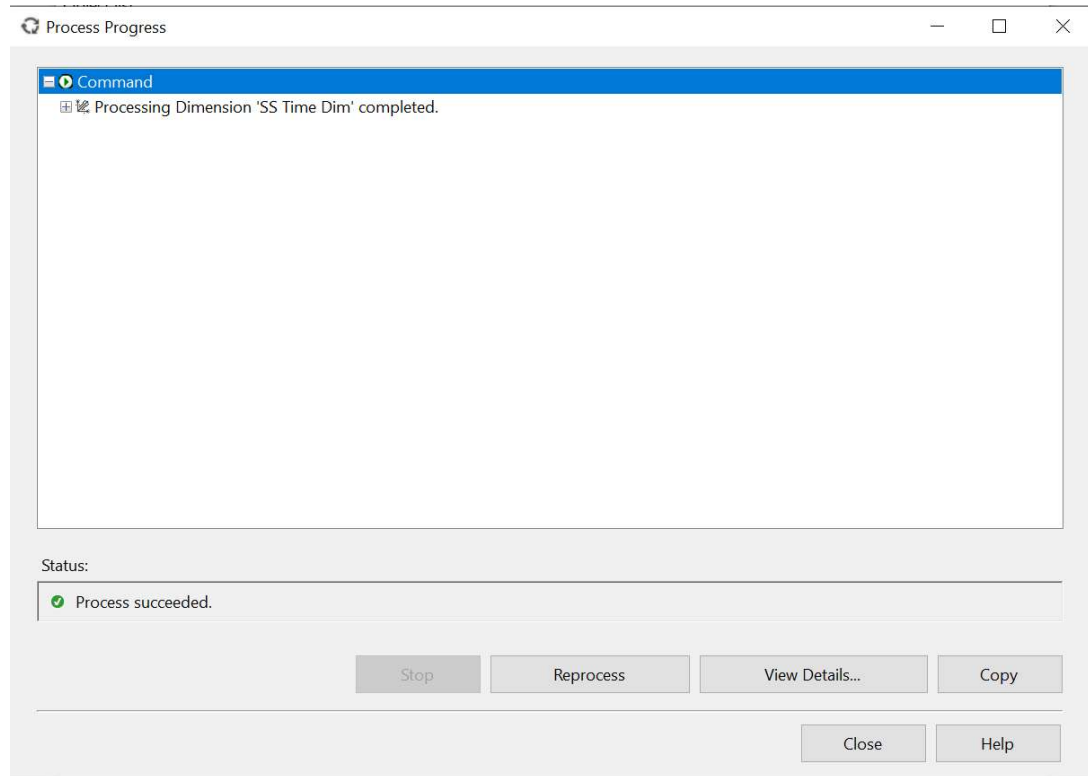 Process Progress
Command
Processing Dimension 'SS Time Dim' completed.
Status:
Process succeeded.
Stop
Reprocess
View Details...
Copy
Close
Help